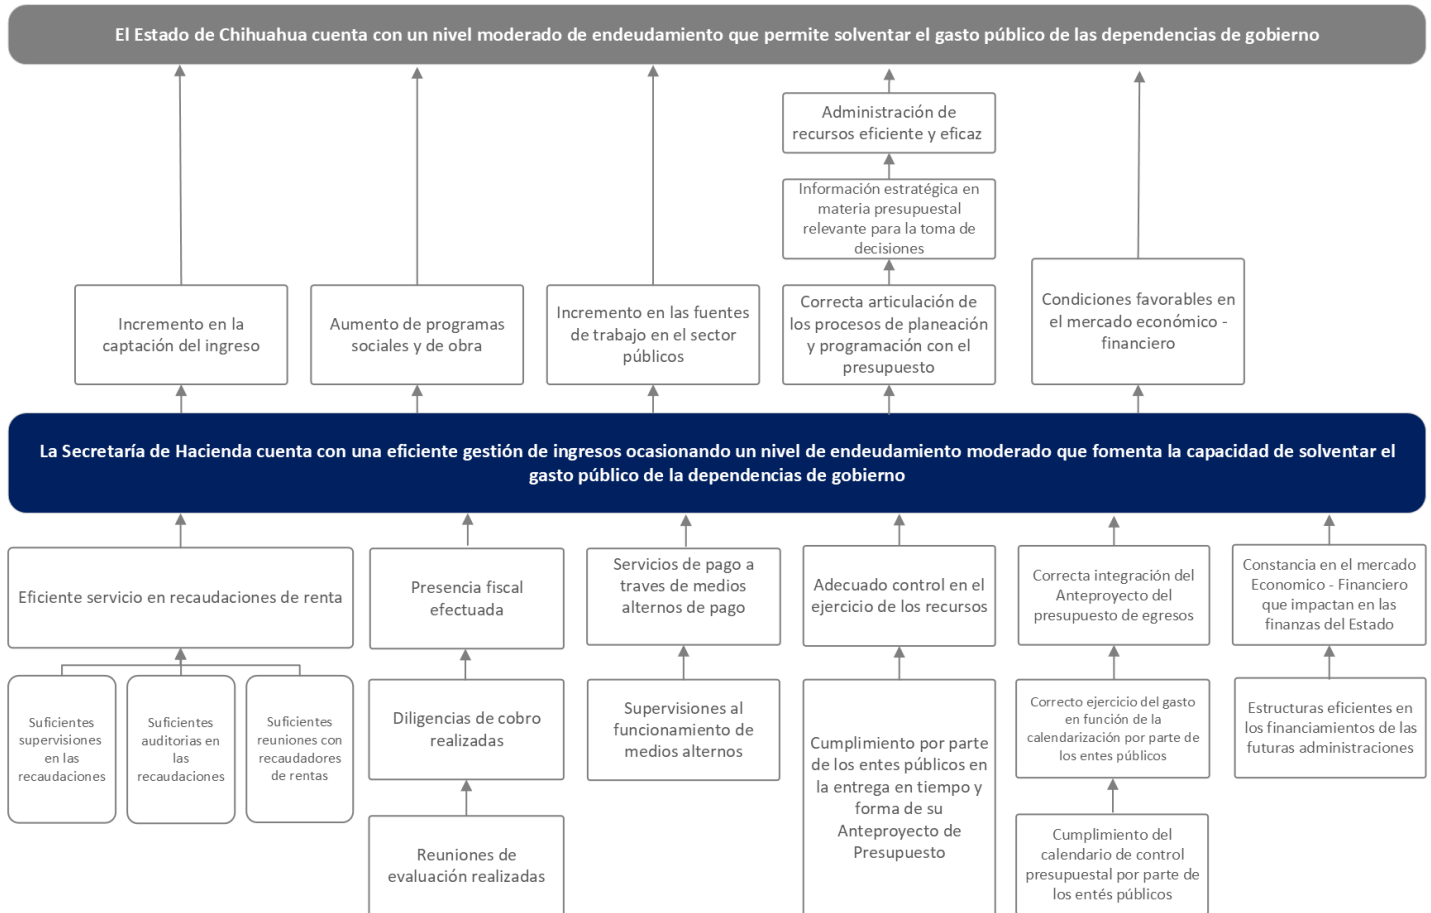 El Estado de Chihuahua cuenta con un nivel moderado de endeudamiento que permite solventar el gasto público de las dependencias de gobierno
Administración de
recursos eficiente y eficaz
Información estratégica en
materia presupuestal
relevante para la toma de
decisiones
Incremento en la
captación del ingreso
Aumento de programas
sociales y de obra
Incremento en las fuentes
de trabajo en el sector
públicos
Correcta articulación de
los procesos de planeación
y programación con el
presupuesto
Condiciones favorables en
el mercado económico -
financiero
La Secretaría de Hacienda cuenta con una eficiente gestión de ingresos ocasionando un nivel de endeudamiento moderado que fomenta la capacidad de solventar el
gasto público de la dependencias de gobierno
Eficiente servicio en recaudaciones de renta
Presencia fiscal
efectuada
Servicios de pago a
traves de medios
alternos de pago
Adecuado control en el
ejercicio de los recursos
Correcta integración del
Anteproyecto del
presupuesto de egresos
Constancia en el mercado
Economico - Financiero
que impactan en las
finanzas del Estado
Suficientes
supervisiones
en las
recaudaciones
Suficientes
auditorias en
las
recaudaciones
Suficientes
reuniones con
recaudadores
de rentas
Diligencias de cobro
realizadas
Supervisiones al
funcionamiento de
medios alternos
Cumplimiento por parte
de los entes públicos en
la entrega en tiempo y
forma de su
Anteproyecto de
Presupuesto
Correcto ejercicio del gasto
en función de la
calendarización por parte de
los entes públicos
Estructuras eficientes en
los financiamientos de las
futuras administraciones
Reuniones de
evaluación realizadas
Cumplimiento del
calendario de control
presupuestal por parte de
los entés públicos